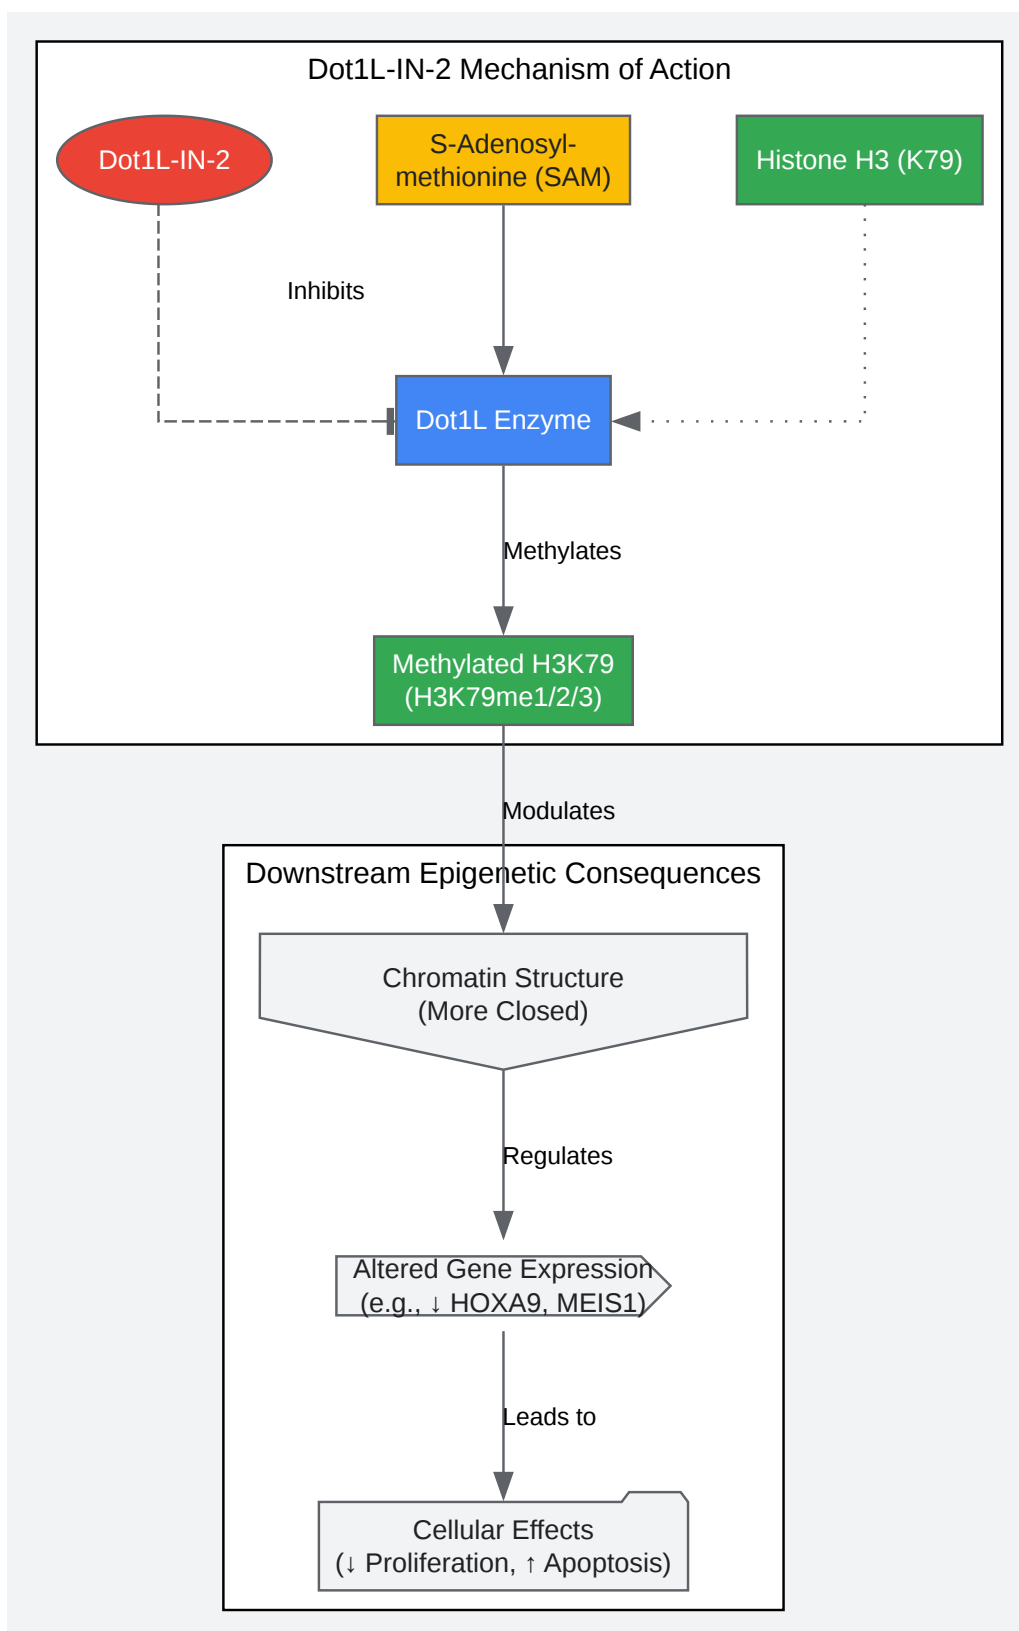 Dot1L-IN-2 Mechanism of Action
Dot1L-IN-2
S-Adenosyl-
methionine (SAM)
Histone H3 (K79)
Inhibits
Dot1L Enzyme
Methylates
Methylated H3K79
(H3K79me1/2/3)
Modulates
Downstream Epigenetic Consequences
Chromatin Structure
(More Closed)
Regulates
Altered Gene Expression
(e.g., ↓ HOXA9, MEIS1)
Leads to
Cellular Effects
(↓ Proliferation, ↑ Apoptosis)